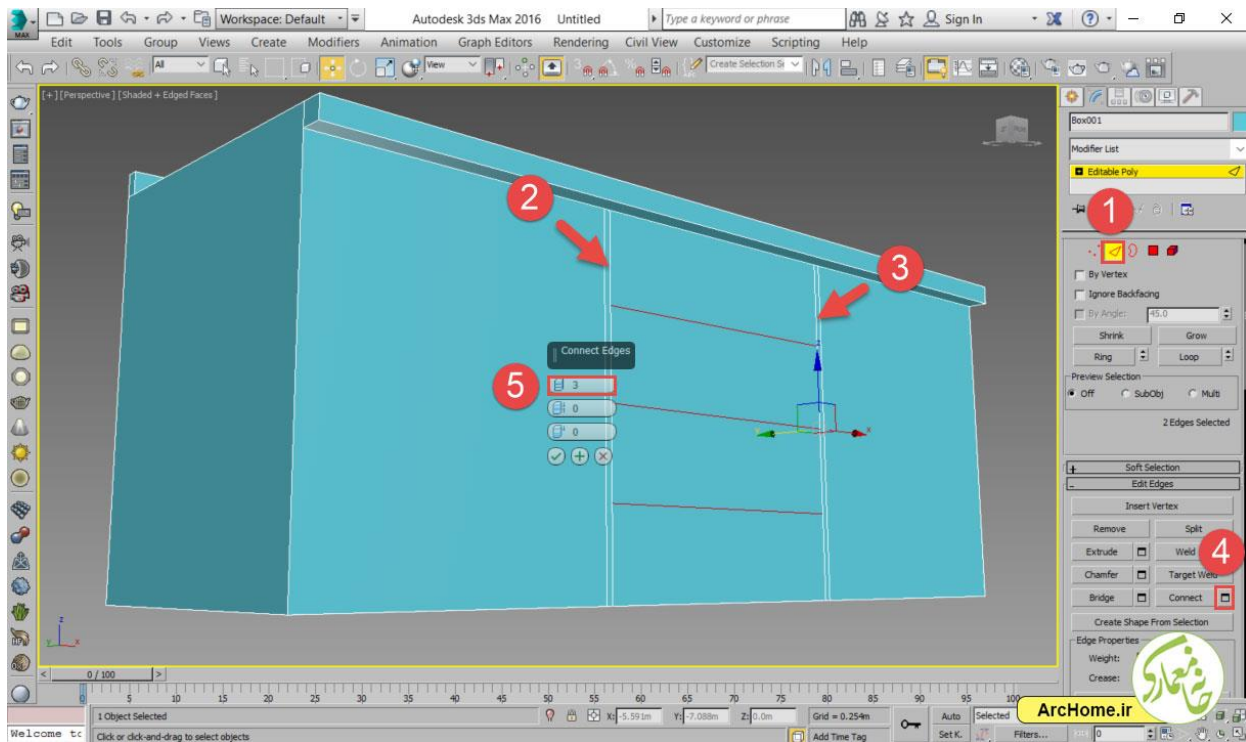 Workspace: Default
Autodesk 3ds Max 2016
Untitled
Type a keyword or phrase
Sign In
MAX
Edit Tools Group Views Create Modifiers Animation Graph Editors Rendering Civil View Customize Scripting Help
All
View
[+] [Perspective] [Shaded + Edged Faces]
Box001
Modifier List
Editable Poly
1
2
3
By Vertex
Ignore Backfacing
By Angle: 45.0
Shrink Grow
Ring Loop
Preview Selection
Off SubObj Multi
2 Edges Selected
Connect Edges
5
3
0
0
Soft Selection
Edit Edges
Insert Vertex
Remove Split
Extrude Weld
4
Chamfer Target Weld
Bridge Connect
Create Shape From Selection
Edge Properties
Weight:
Crease:
z
y x
0 / 100
0 5 10 15 20 25 30 35 40 45 50 55 60 65 70 75 80 85 90 95 100
1 Object Selected
X: -5.591m Y: -7.088m Z: 0.0m
Grid = 0.254m
Auto Selected
ArcHome.ir
Welcome to
Click or click-and-drag to select objects
Add Time Tag
Set K. Filters...
0